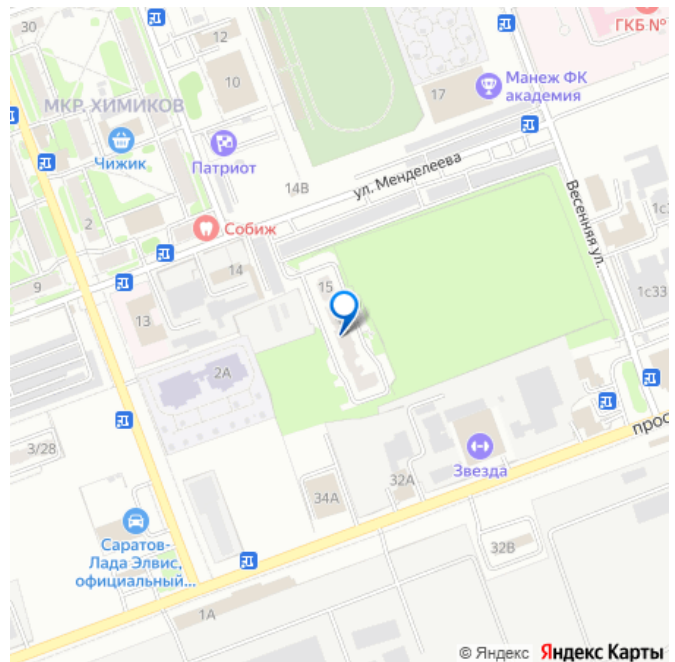 30
12
ГКБ №
10
МКР. ХИМИКОВ
17
Манеж ФК
академия
Чижик
Патриот
ул. Менделеева
14В
2
Собиж
Весенняя ул.
1с
14
9
15
1с33
13
2А
прос
3/28
Звезда
32А
34А
Саратов-
Лада Элвис,
официальный...
32В
1А
© Яндекс Яндекс Карты